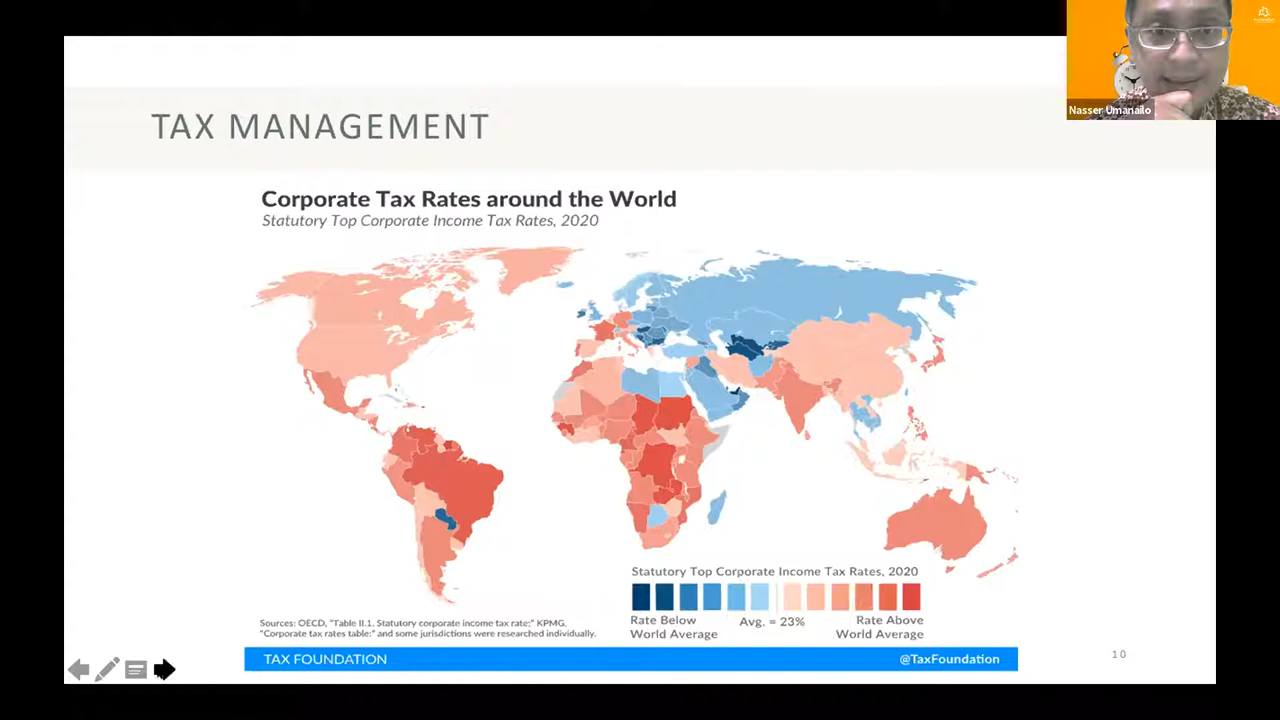 Nasser Umanailo
TAX MANAGEMENT
Corporate Tax Rates around the World
Statutory Top Corporate Income Tax Rates, 2020
Statutory Top Corporate Income Tax Rates, 2020
Rate Below
World Average
Avg. = 23%
Rate Above
World Average
Sources: OECD, "Table II.1. Statutory corporate income tax rate;" KPMG,
"Corporate tax rates table:" and some jurisdictions were researched individually.
TAX FOUNDATION
@TaxFoundation
10